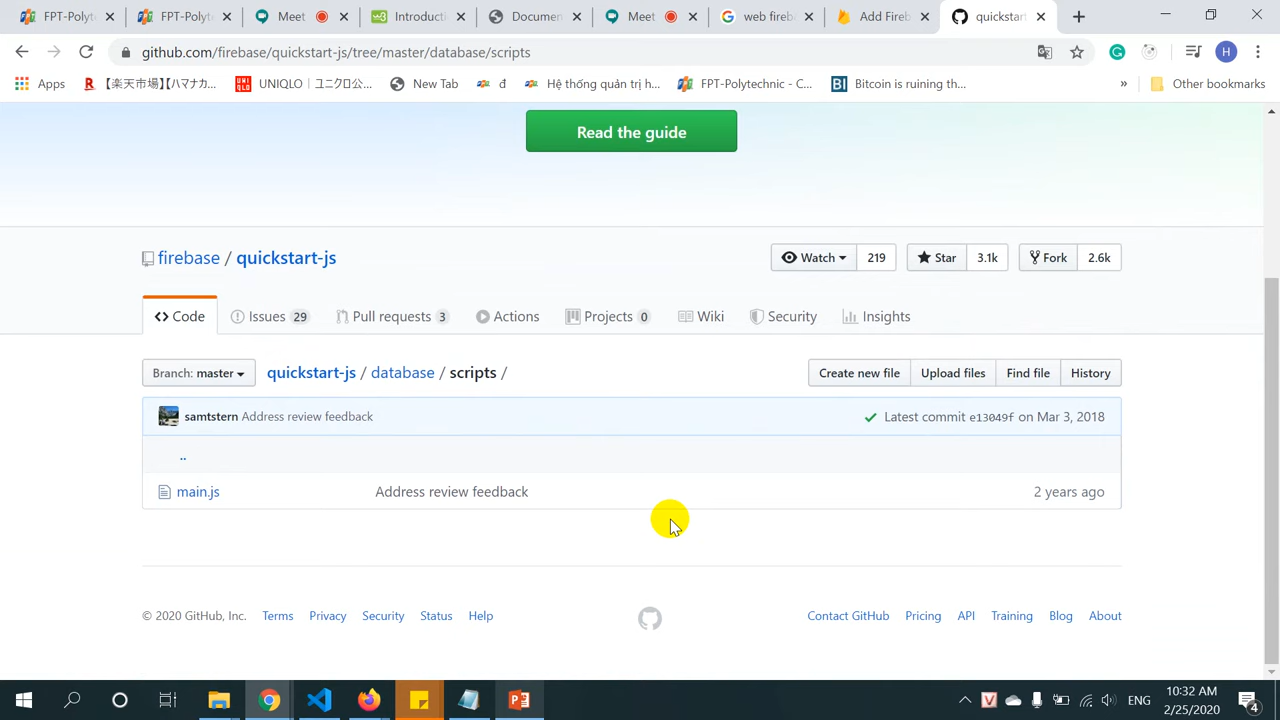 FPT-Polyt
FPT-Polyt
Meet
Introducti
Documen
Meet
web fireb
Add Fireb
quickstar
github.com/firebase/quickstart-js/tree/master/database/scripts
H
Apps
【楽天市場】【ハマナカ...
UNIQLO｜ユニクロ公...
New Tab
đ
Hệ thống quản trị h...
FPT-Polytechnic - C...
BI
Bitcoin is ruining th...
»
Other bookmarks
Read the guide
firebase / quickstart-js
Watch 219
Star 3.1k
Fork 2.6k
<> Code
Issues 29
Pull requests 3
Actions
Projects 0
Wiki
Security
Insights
Branch: master
quickstart-js / database / scripts /
Create new file
Upload files
Find file
History
samtstern Address review feedback
Latest commit e13049f on Mar 3, 2018
..
main.js
Address review feedback
2 years ago
© 2020 GitHub, Inc.
Terms
Privacy
Security
Status
Help
Contact GitHub
Pricing
API
Training
Blog
About
ENG
10:32 AM
2/25/2020
4